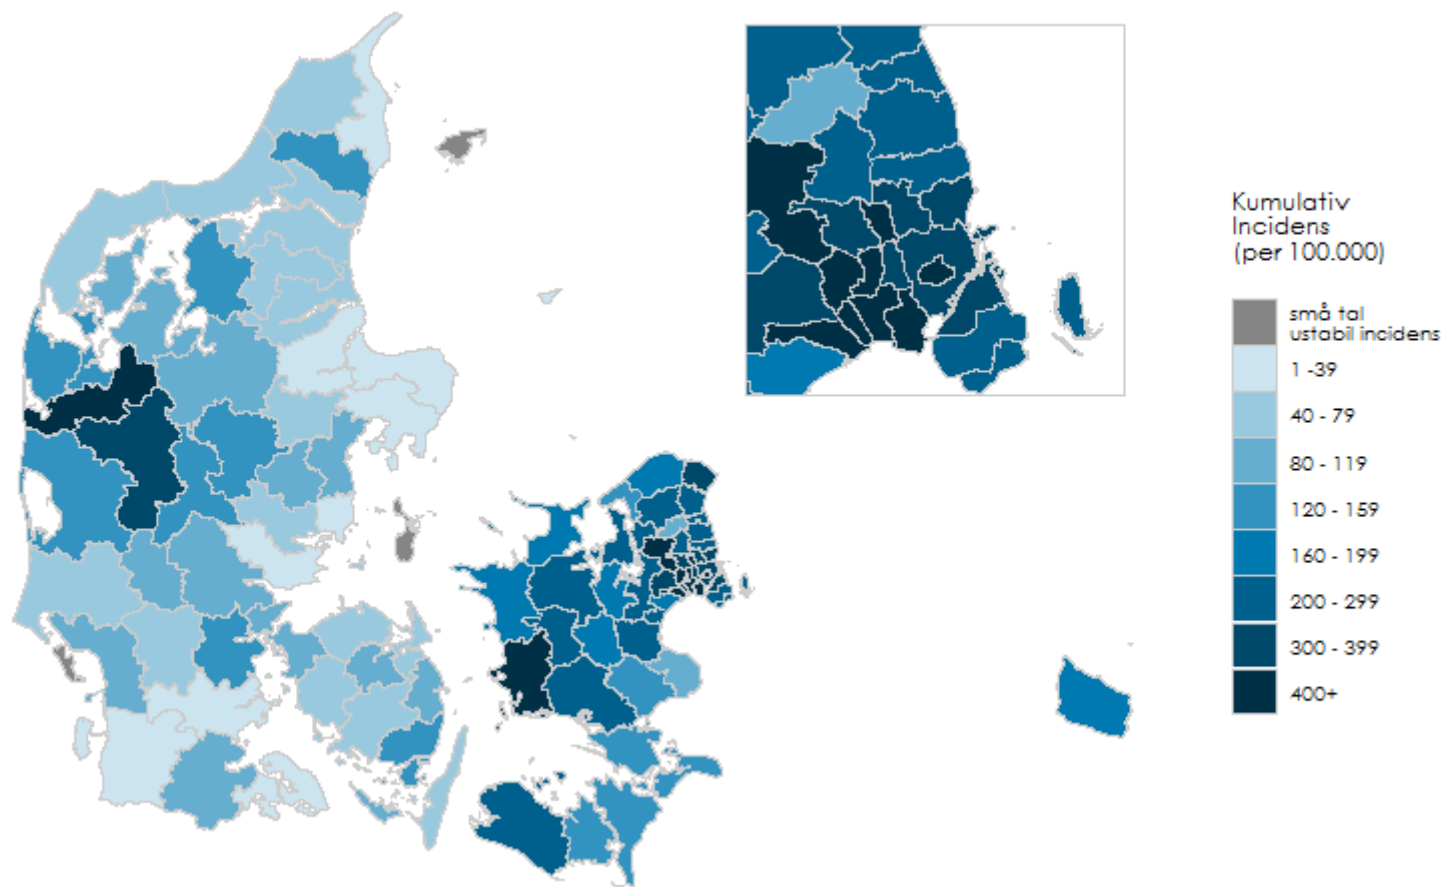 Kumulativ
Incidens
(per 100.000)
små tal
ustabil incidens
1 -39
40 - 79
80 - 119
120 - 159
160 - 199
200 - 299
300 - 399
400+